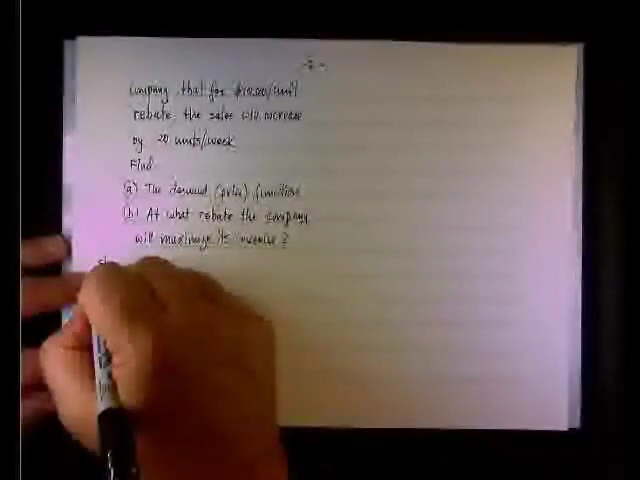 -2-
company that for $10.00/unit
rebate, the sales will increase
by 20 units/week
Find
(a) The demand (price) function
(b) At what rebate the company
will maximize its revenue?